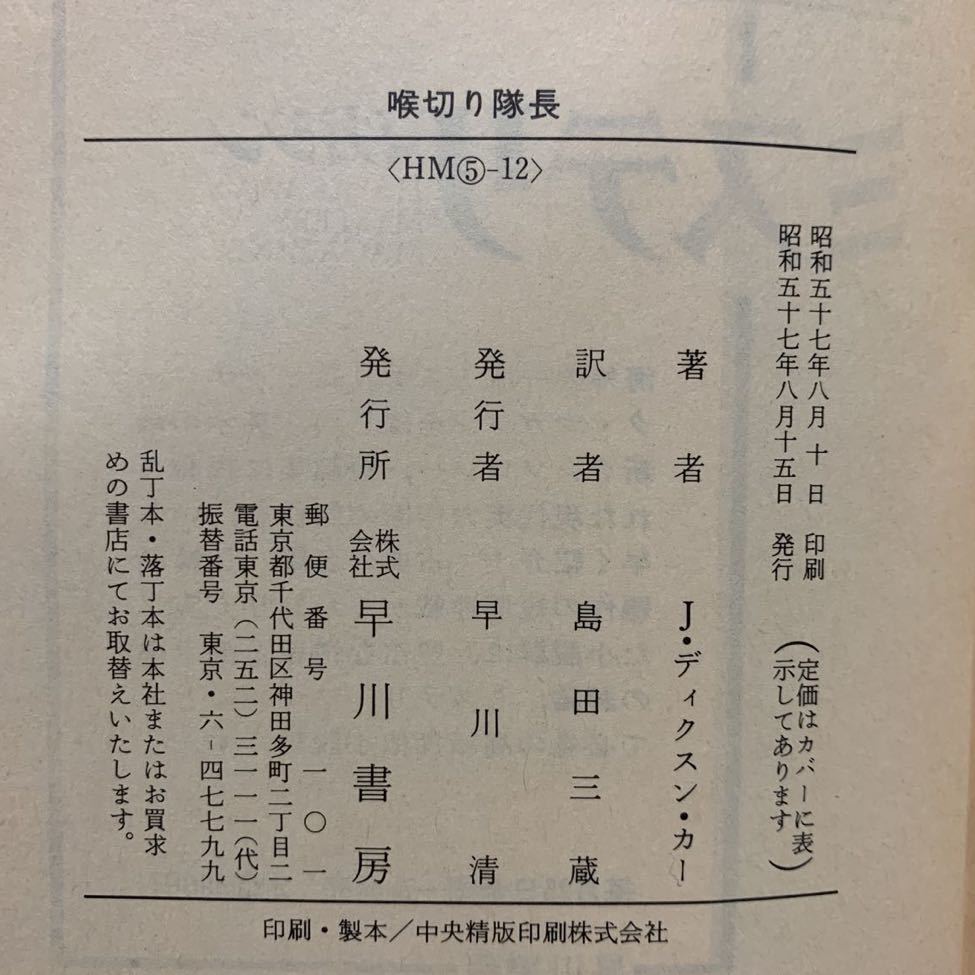 喉切り隊長
〈HM⑤-12〉
昭和五十七年八月十日 印刷
昭和五十七年八月十五日 発行
(定価はカバーに表
示してあります)
著者 J・ディクスン・カー
訳者 島田三蔵
発行者 早川清
発行所 株式会社 早川書房
郵便番号 一〇一
東京都千代田区神田多町二丁目二
電話東京(二五二)三一一一(代)
振替番号 東京・六-四七七九九
乱丁本・落丁本は本社またはお買求
めの書店にてお取替えいたします。
印刷・製本/中央精版印刷株式会社